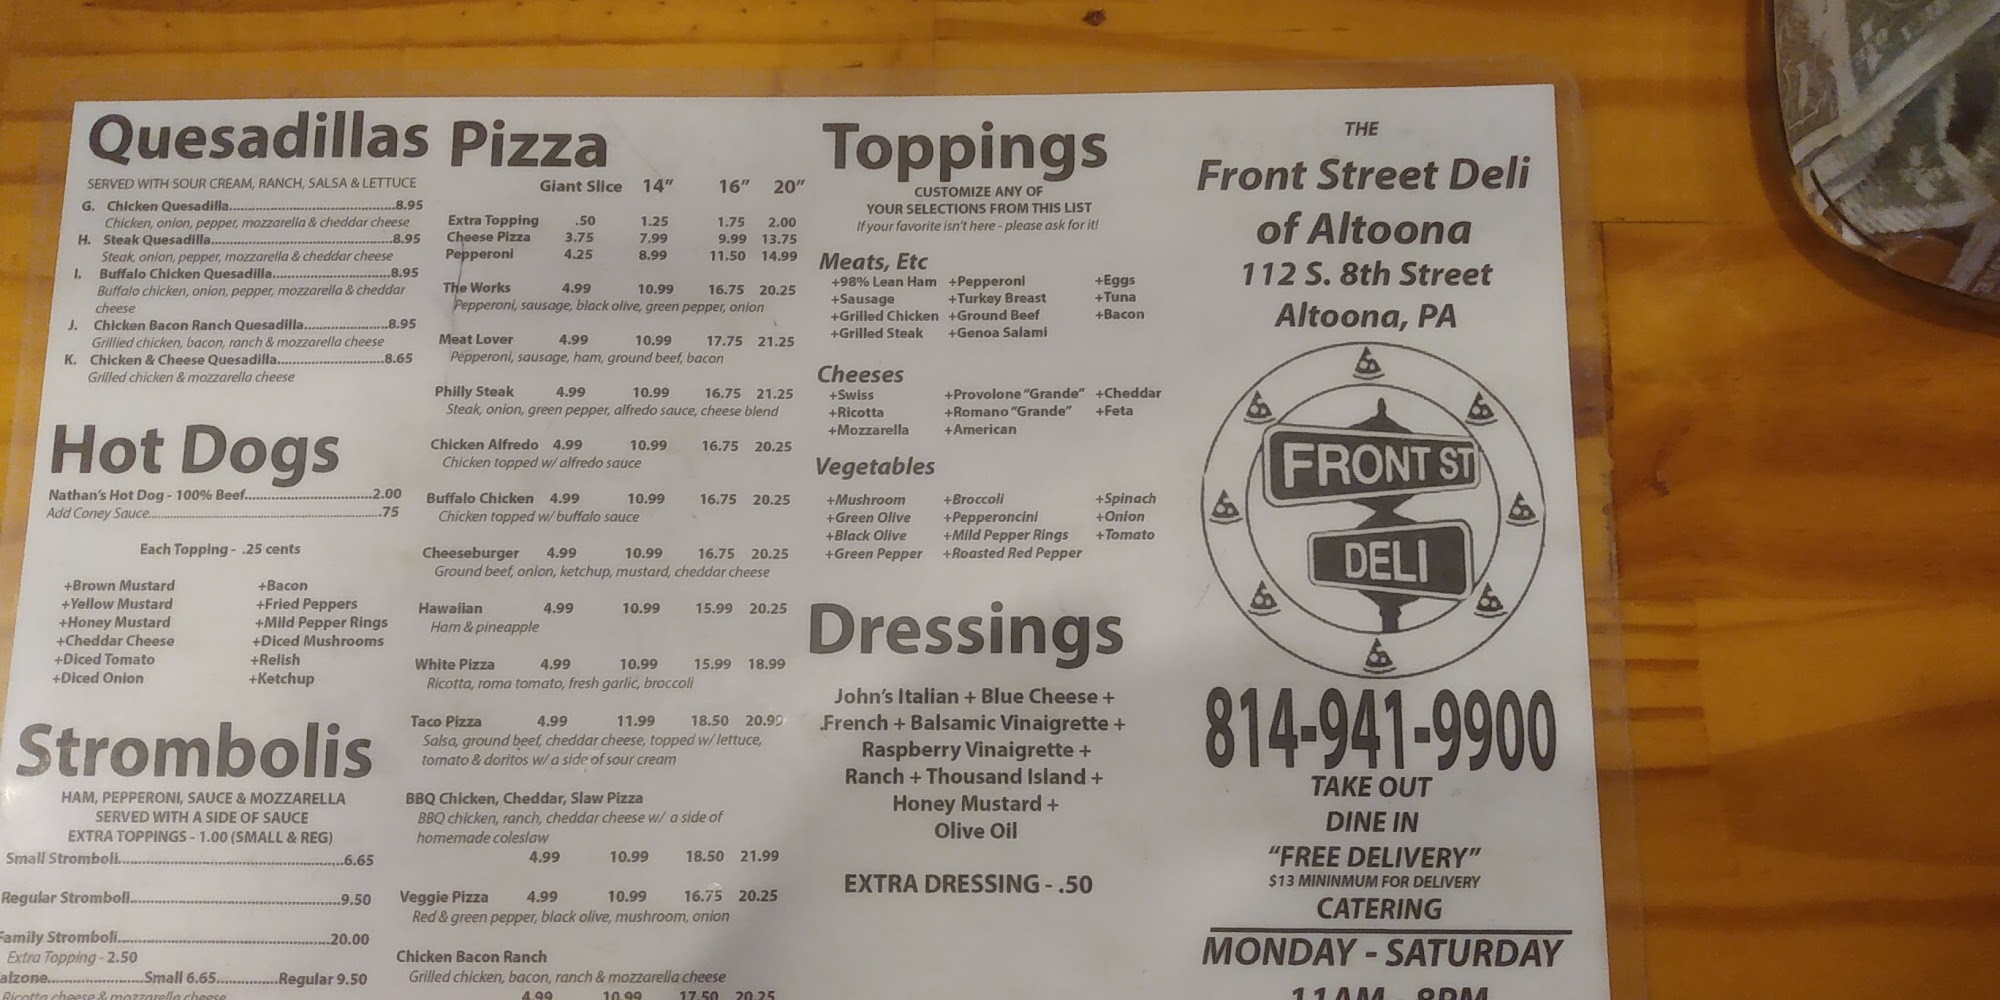 Quesadillas
SERVED WITH SOUR CREAM, RANCH, SALSA & LETTUCE
G. Chicken Quesadilla 8.95
Chicken, onion, pepper, mozzarella & cheddar cheese
H. Steak Quesadilla 8.95
Steak, onion, pepper, mozzarella & cheddar cheese
I. Buffalo Chicken Quesadilla 8.95
Buffalo chicken, onion, pepper, mozzarella & cheddar
cheese
J. Chicken Bacon Ranch Quesadilla 8.95
Grillied chicken, bacon, ranch & mozzarella cheese
K. Chicken & Cheese Quesadilla 8.65
Grilled chicken & mozzarella cheese
Hot Dogs
Nathan's Hot Dog - 100% Beef 2.00
Add Coney Sauce .75
Each Topping - .25 cents
+Brown Mustard +Bacon
+Yellow Mustard +Fried Peppers
+Honey Mustard +Mild Pepper Rings
+Cheddar Cheese +Diced Mushrooms
+Diced Tomato +Relish
+Diced Onion +Ketchup
Strombolis
HAM, PEPPERONI, SAUCE & MOZZARELLA
SERVED WITH A SIDE OF SAUCE
EXTRA TOPPINGS - 1.00 (SMALL & REG)
Small Stromboli 6.65
Regular Stromboli 9.50
Family Stromboli 20.00
Extra Topping - 2.50
alzone Small 6.65 Regular 9.50
Ricotta cheese & mozzarella cheese
Pizza
Giant Slice 14" 16" 20"
Extra Topping .50 1.25 1.75 2.00
Cheese Pizza 3.75 7.99 9.99 13.75
Pepperoni 4.25 8.99 11.50 14.99
The Works 4.99 10.99 16.75 20.25
Pepperoni, sausage, black olive, green pepper, onion
Meat Lover 4.99 10.99 17.75 21.25
Pepperoni, sausage, ham, ground beef, bacon
Philly Steak 4.99 10.99 16.75 21.25
Steak, onion, green pepper, alfredo sauce, cheese blend
Chicken Alfredo 4.99 10.99 16.75 20.25
Chicken topped w/ alfredo sauce
Buffalo Chicken 4.99 10.99 16.75 20.25
Chicken topped w/ buffalo sauce
Cheeseburger 4.99 10.99 16.75 20.25
Ground beef, onion, ketchup, mustard, cheddar cheese
Hawaiian 4.99 10.99 15.99 20.25
Ham & pineapple
White Pizza 4.99 10.99 15.99 18.99
Ricotta, roma tomato, fresh garlic, broccoli
Taco Pizza 4.99 11.99 18.50 20.99
Salsa, ground beef, cheddar cheese, topped w/ lettuce,
tomato & doritos w/ a side of sour cream
BBQ Chicken, Cheddar, Slaw Pizza
BBQ chicken, ranch, cheddar cheese w/ a side of
homemade coleslaw
4.99 10.99 18.50 21.99
Veggie Pizza 4.99 10.99 16.75 20.25
Red & green pepper, black olive, mushroom, onion
Chicken Bacon Ranch
Grilled chicken, bacon, ranch & mozzarella cheese
4.99 10.99 17.50 20.25
Toppings
CUSTOMIZE ANY OF
YOUR SELECTIONS FROM THIS LIST
If your favorite isn't here - please ask for it!
Meats, Etc
+98% Lean Ham +Pepperoni +Eggs
+Sausage +Turkey Breast +Tuna
+Grilled Chicken +Ground Beef +Bacon
+Grilled Steak +Genoa Salami
Cheeses
+Swiss +Provolone "Grande" +Cheddar
+Ricotta +Romano "Grande" +Feta
+Mozzarella +American
Vegetables
+Mushroom +Broccoli +Spinach
+Green Olive +Pepperoncini +Onion
+Black Olive +Mild Pepper Rings +Tomato
+Green Pepper +Roasted Red Pepper
Dressings
John's Italian + Blue Cheese +
French + Balsamic Vinaigrette +
Raspberry Vinaigrette +
Ranch + Thousand Island +
Honey Mustard +
Olive Oil
EXTRA DRESSING - .50
THE
Front Street Deli
of Altoona
112 S. 8th Street
Altoona, PA
FRONT ST
DELI
814-941-9900
TAKE OUT
DINE IN
"FREE DELIVERY"
$13 MININMUM FOR DELIVERY
CATERING
MONDAY - SATURDAY
11AM - 8PM